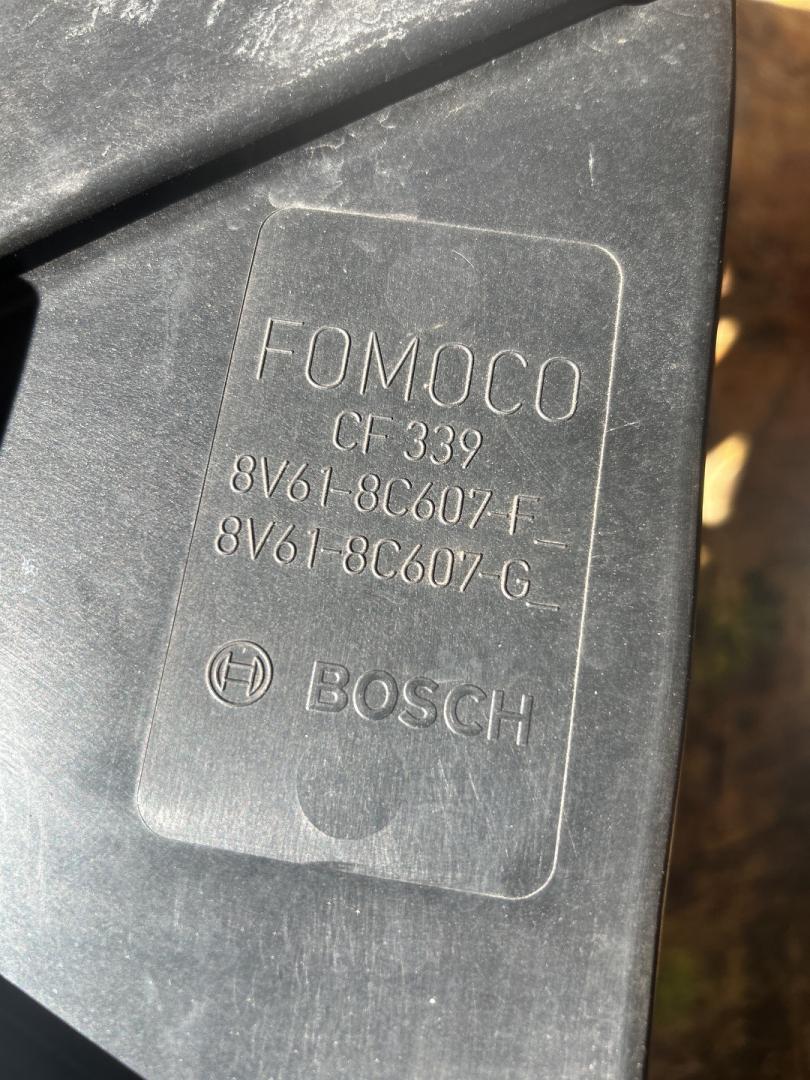 FOMOCO
CF 339
8V61-8C607-F_
8V61-8C607-G_
BOSCH